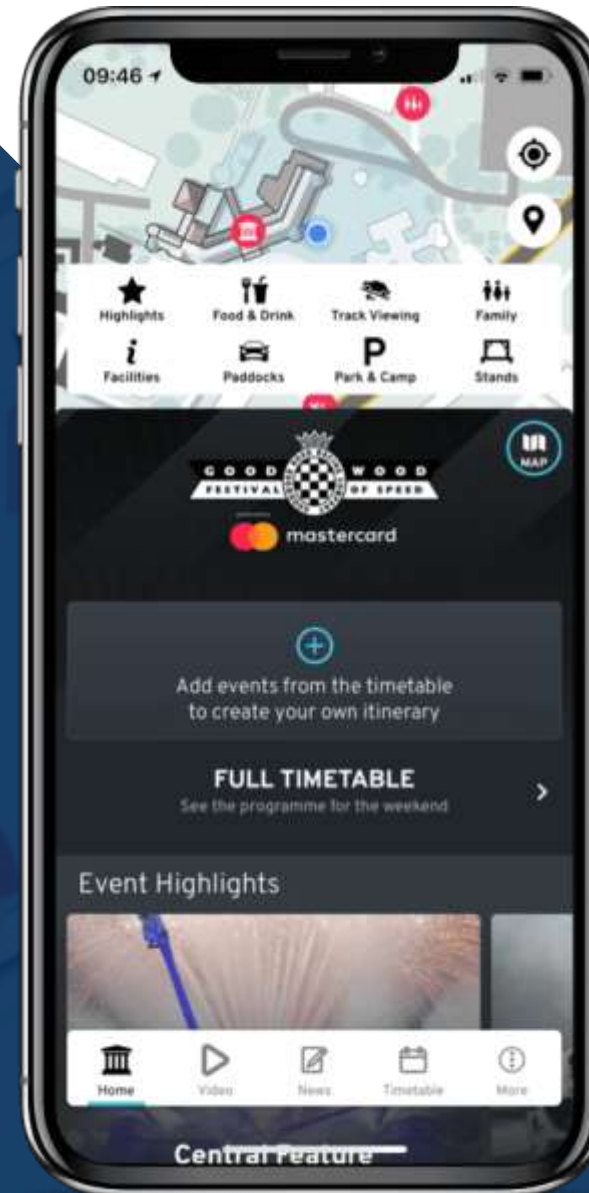 09:46
Highlights Food & Drink Track Viewing Family
i
P
Facilities Paddocks Park & Camp Stands
MAP
GOODWOOD
FESTIVAL OF SPEED
mastercard
Add events from the timetable
to create your own itinerary
FULL TIMETABLE
See the programme for the weekend
Event Highlights
Home Video News Timetable More
Central Feature